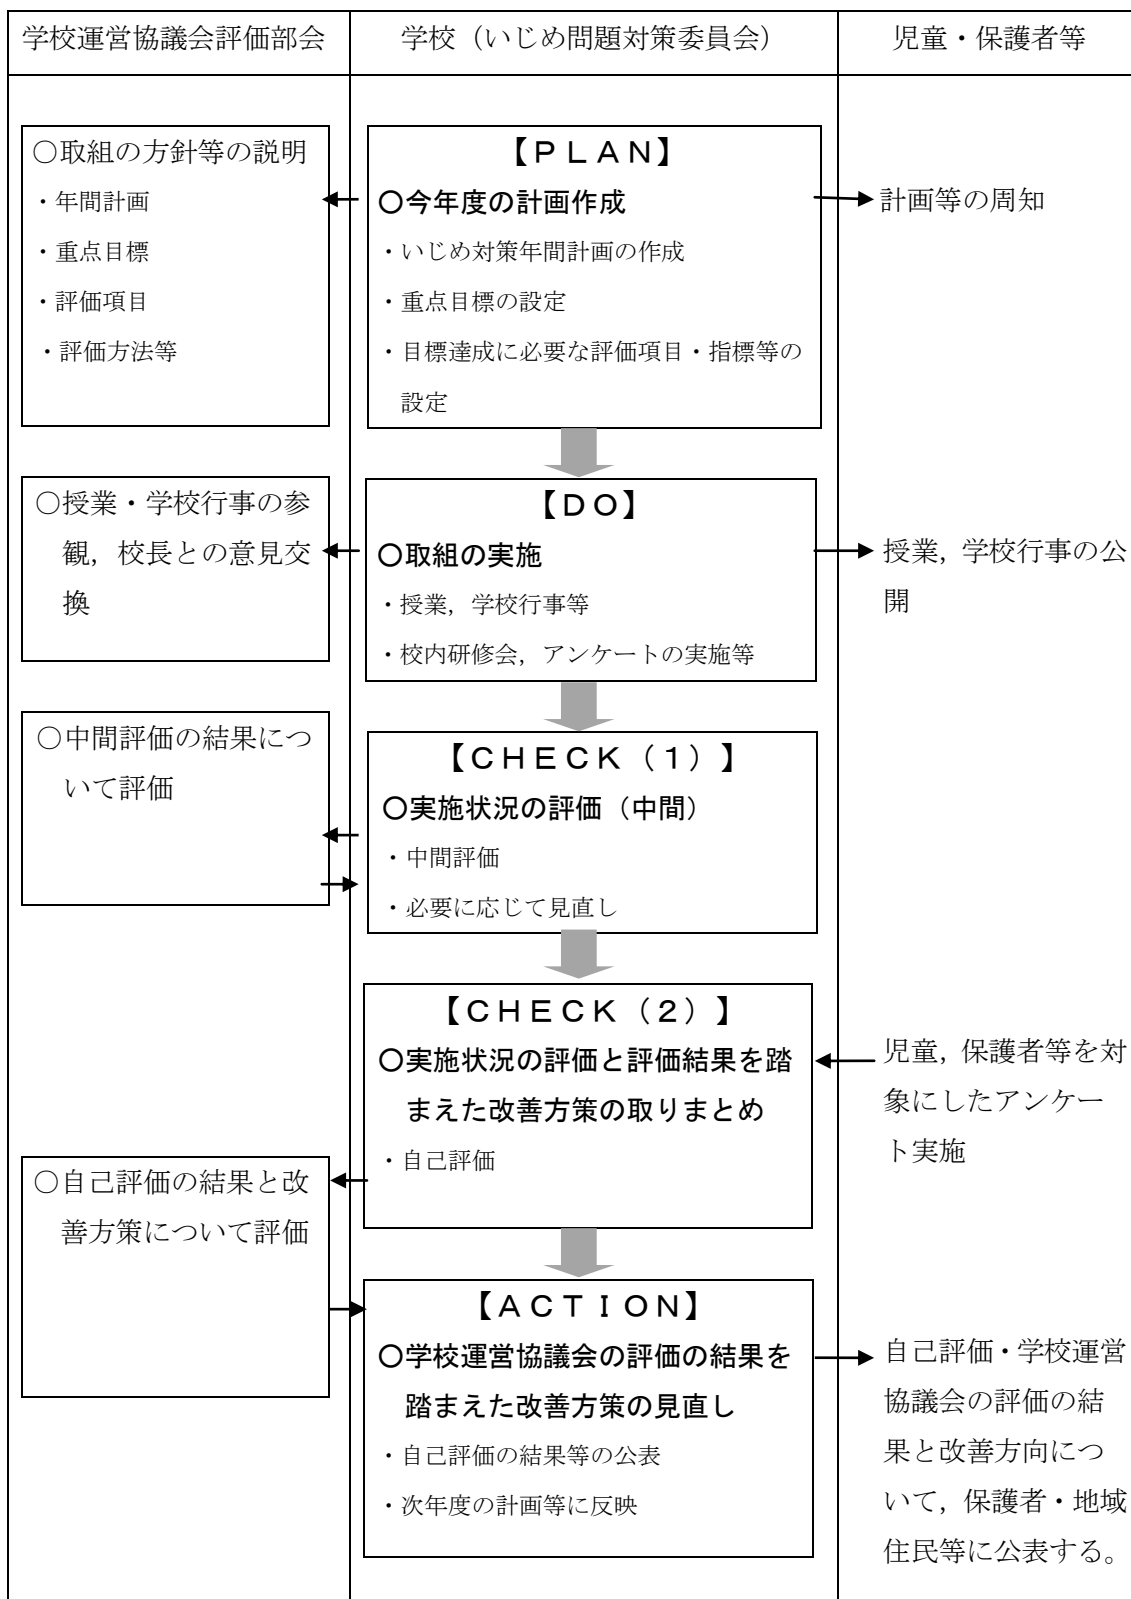 学校運営協議会評価部会
学校（いじめ問題対策委員会）
児童・保護者等
○取組の方針等の説明
・年間計画
・重点目標
・評価項目
・評価方法等
【ＰＬＡＮ】
○今年度の計画作成
・いじめ対策年間計画の作成
・重点目標の設定
・目標達成に必要な評価項目・指標等の
設定
計画等の周知
○授業・学校行事の参
観，校長との意見交
換
【ＤＯ】
○取組の実施
・授業，学校行事等
・校内研修会，アンケートの実施等
授業，学校行事の公
開
○中間評価の結果につ
いて評価
【ＣＨＥＣＫ（１）】
○実施状況の評価（中間）
・中間評価
・必要に応じて見直し
【ＣＨＥＣＫ（２）】
○実施状況の評価と評価結果を踏
まえた改善方策の取りまとめ
・自己評価
児童，保護者等を対
象にしたアンケー
ト実施
○自己評価の結果と改
善方策について評価
【ＡＣＴＩＯＮ】
○学校運営協議会の評価の結果を
踏まえた改善方策の見直し
・自己評価の結果等の公表
・次年度の計画等に反映
自己評価・学校運営
協議会の評価の結
果と改善方向につ
いて，保護者・地域
住民等に公表する。